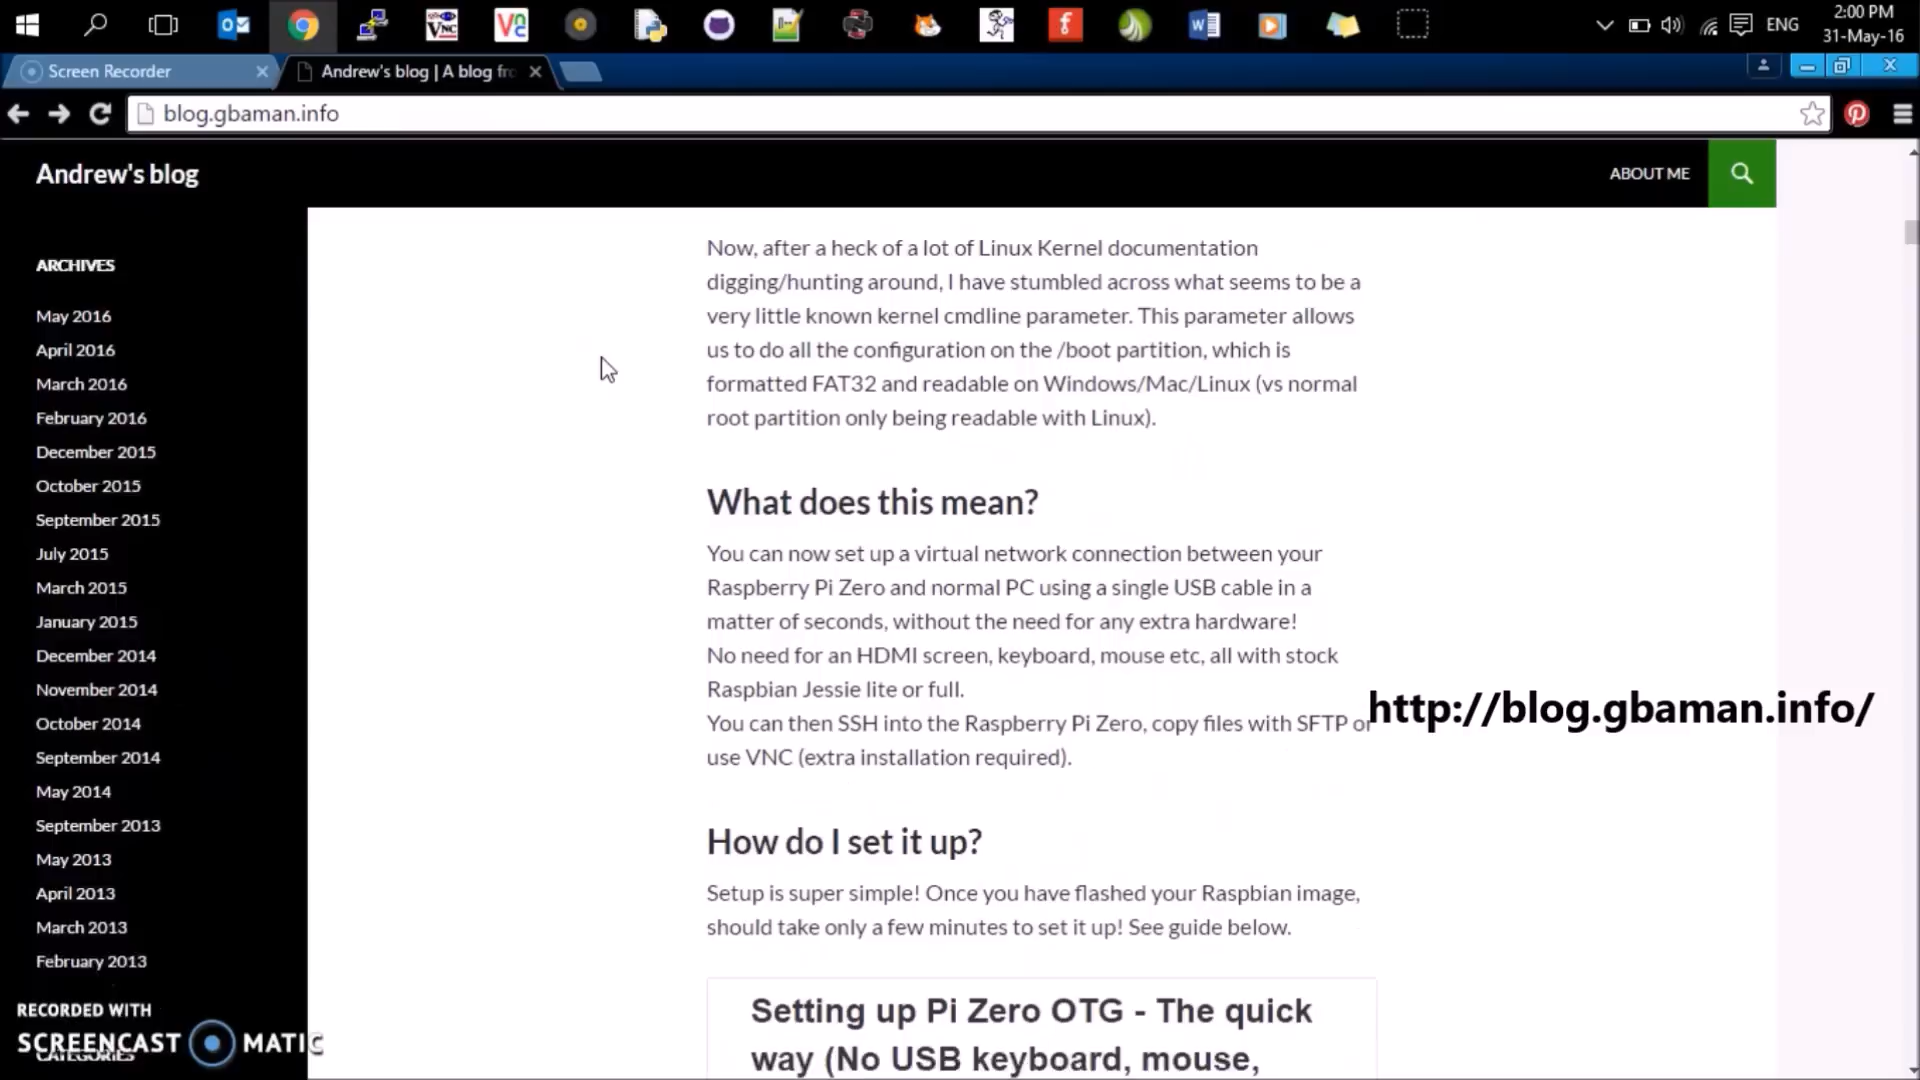 2:00 PM
ENG
31-May-16
Screen Recorder
Andrew's blog | A blog fro
blog.gbaman.info
Andrew's blog
ABOUT ME
ARCHIVES
May 2016
April 2016
March 2016
February 2016
December 2015
October 2015
September 2015
July 2015
March 2015
January 2015
December 2014
November 2014
October 2014
September 2014
May 2014
September 2013
May 2013
April 2013
March 2013
February 2013
CATEGORIES
Now, after a heck of a lot of Linux Kernel documentation
digging/hunting around, I have stumbled across what seems to be a
very little known kernel cmdline parameter. This parameter allows
us to do all the configuration on the /boot partition, which is
formatted FAT32 and readable on Windows/Mac/Linux (vs normal
root partition only being readable with Linux).
What does this mean?
You can now set up a virtual network connection between your
Raspberry Pi Zero and normal PC using a single USB cable in a
matter of seconds, without the need for any extra hardware!
No need for an HDMI screen, keyboard, mouse etc, all with stock
Raspbian Jessie lite or full.
You can then SSH into the Raspberry Pi Zero, copy files with SFTP or
use VNC (extra installation required).
http://blog.gbaman.info/
How do I set it up?
Setup is super simple! Once you have flashed your Raspbian image,
should take only a few minutes to set it up! See guide below.
Setting up Pi Zero OTG - The quick
way (No USB keyboard, mouse,
RECORDED WITH
SCREENCAST MATIC